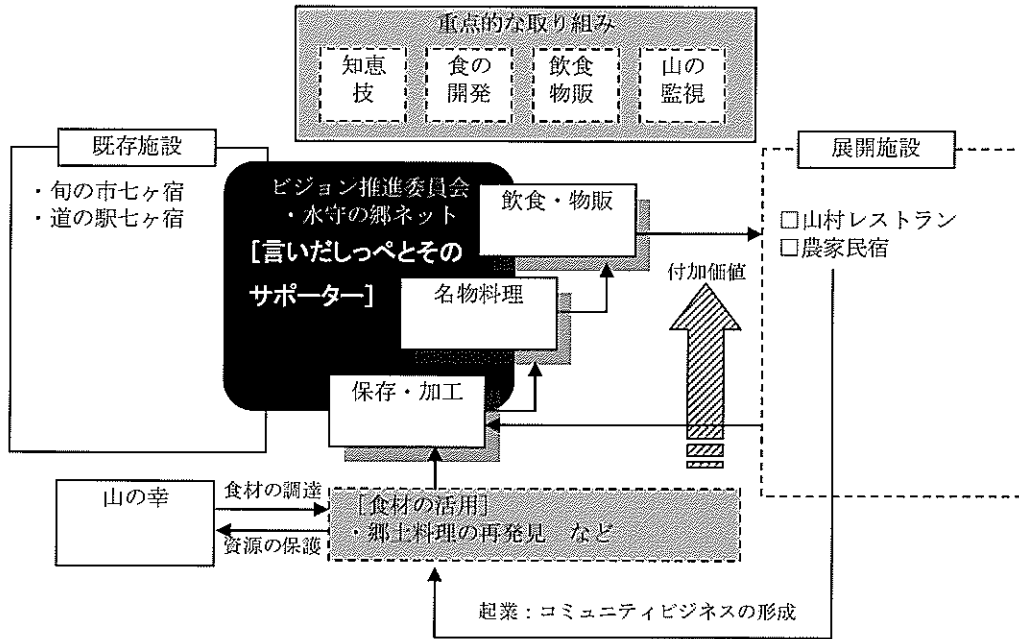 重点的な取り組み
知恵
技
食の
開発
飲食
物販
山の
監視
既存施設
・旬の市七ヶ宿
・道の駅七ヶ宿
ビジョン推進委員会
・水守の郷ネット
[言いだしっぺとその
サポーター]
飲食・物販
名物料理
保存・加工
展開施設
□山村レストラン
□農家民宿
付加価値
山の幸
食材の調達
資源の保護
[食材の活用]
・郷土料理の再発見　など
起業：コミュニティビジネスの形成